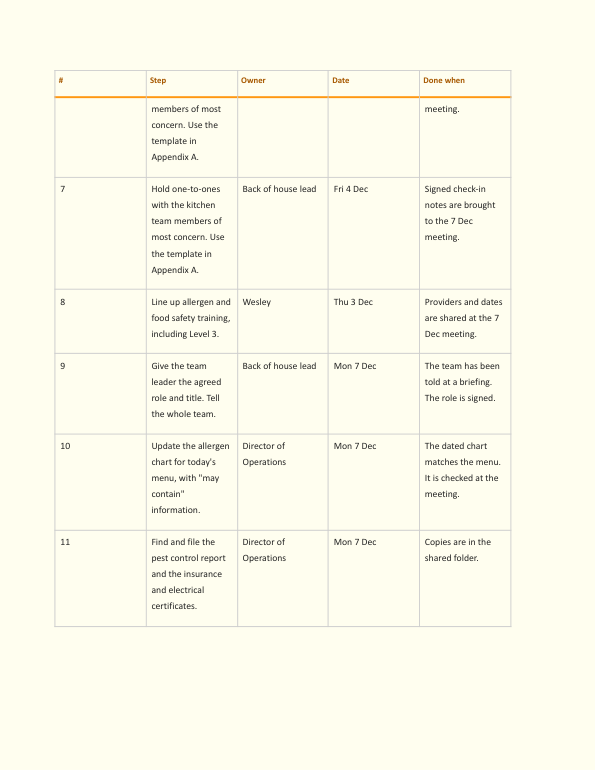 # Step Owner Date Done when
members of most meeting.
concern. Use the
template in
Appendix A.
7 Hold one-to-ones Back of house lead Fri 4 Dec Signed check-in
with the kitchen notes are brought
team members of to the 7 Dec
most concern. Use meeting.
the template in
Appendix A.
8 Line up allergen and Wesley Thu 3 Dec Providers and dates
food safety training, are shared at the 7
including Level 3. Dec meeting.
9 Give the team Back of house lead Mon 7 Dec The team has been
leader the agreed told at a briefing.
role and title. Tell The role is signed.
the whole team.
10 Update the allergen Director of Mon 7 Dec The dated chart
chart for today's Operations matches the menu.
menu, with "may It is checked at the
contain" meeting.
information.
11 Find and file the Director of Mon 7 Dec Copies are in the
pest control report Operations shared folder.
and the insurance
and electrical
certificates.